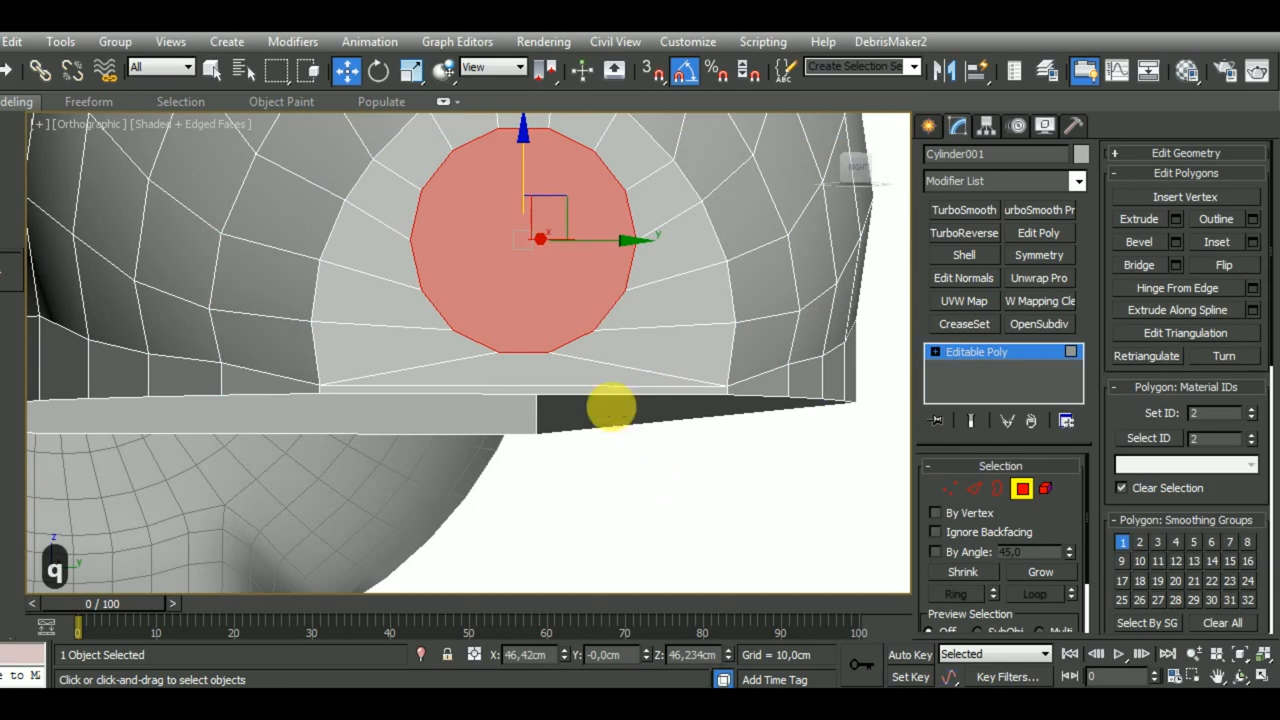 Edit Tools Group Views Create Modifiers Animation Graph Editors Rendering Civil View Customize Scripting Help DebrisMaker2
All View 3 % ABC Create Selection Se
deling Freeform Selection Object Paint Populate
[+] [Orthographic] [Shaded + Edged Faces]
RIGHT
x
y
z
y
q
Cylinder001
Modifier List
TurboSmooth urboSmooth Pr
TurboReverse Edit Poly
Shell Symmetry
Edit Normals Unwrap Pro
UVW Map W Mapping Cle
CreaseSet OpenSubdiv
+ Editable Poly
- Selection
By Vertex
Ignore Backfacing
By Angle: 45,0
Shrink Grow
Ring Loop
Preview Selection
Off SubObj Multi
+ Edit Geometry
- Edit Polygons
Insert Vertex
Extrude Outline
Bevel Inset
Bridge Flip
Hinge From Edge
Extrude Along Spline
Edit Triangulation
Retriangulate Turn
- Polygon: Material IDs
Set ID: 2
Select ID 2
Clear Selection
- Polygon: Smoothing Groups
1 2 3 4 5 6 7 8
9 10 11 12 13 14 15 16
17 18 19 20 21 22 23 24
25 26 27 28 29 30 31 32
Select By SG Clear All
< 0 / 100 >
0 10 20 30 40 50 60 70 80 90 100
1 Object Selected X: 46,42cm Y: -0,0cm Z: 46,234cm Grid = 10,0cm Auto Key Selected
e to M Click or click-and-drag to select objects Add Time Tag Set Key Key Filters... 0